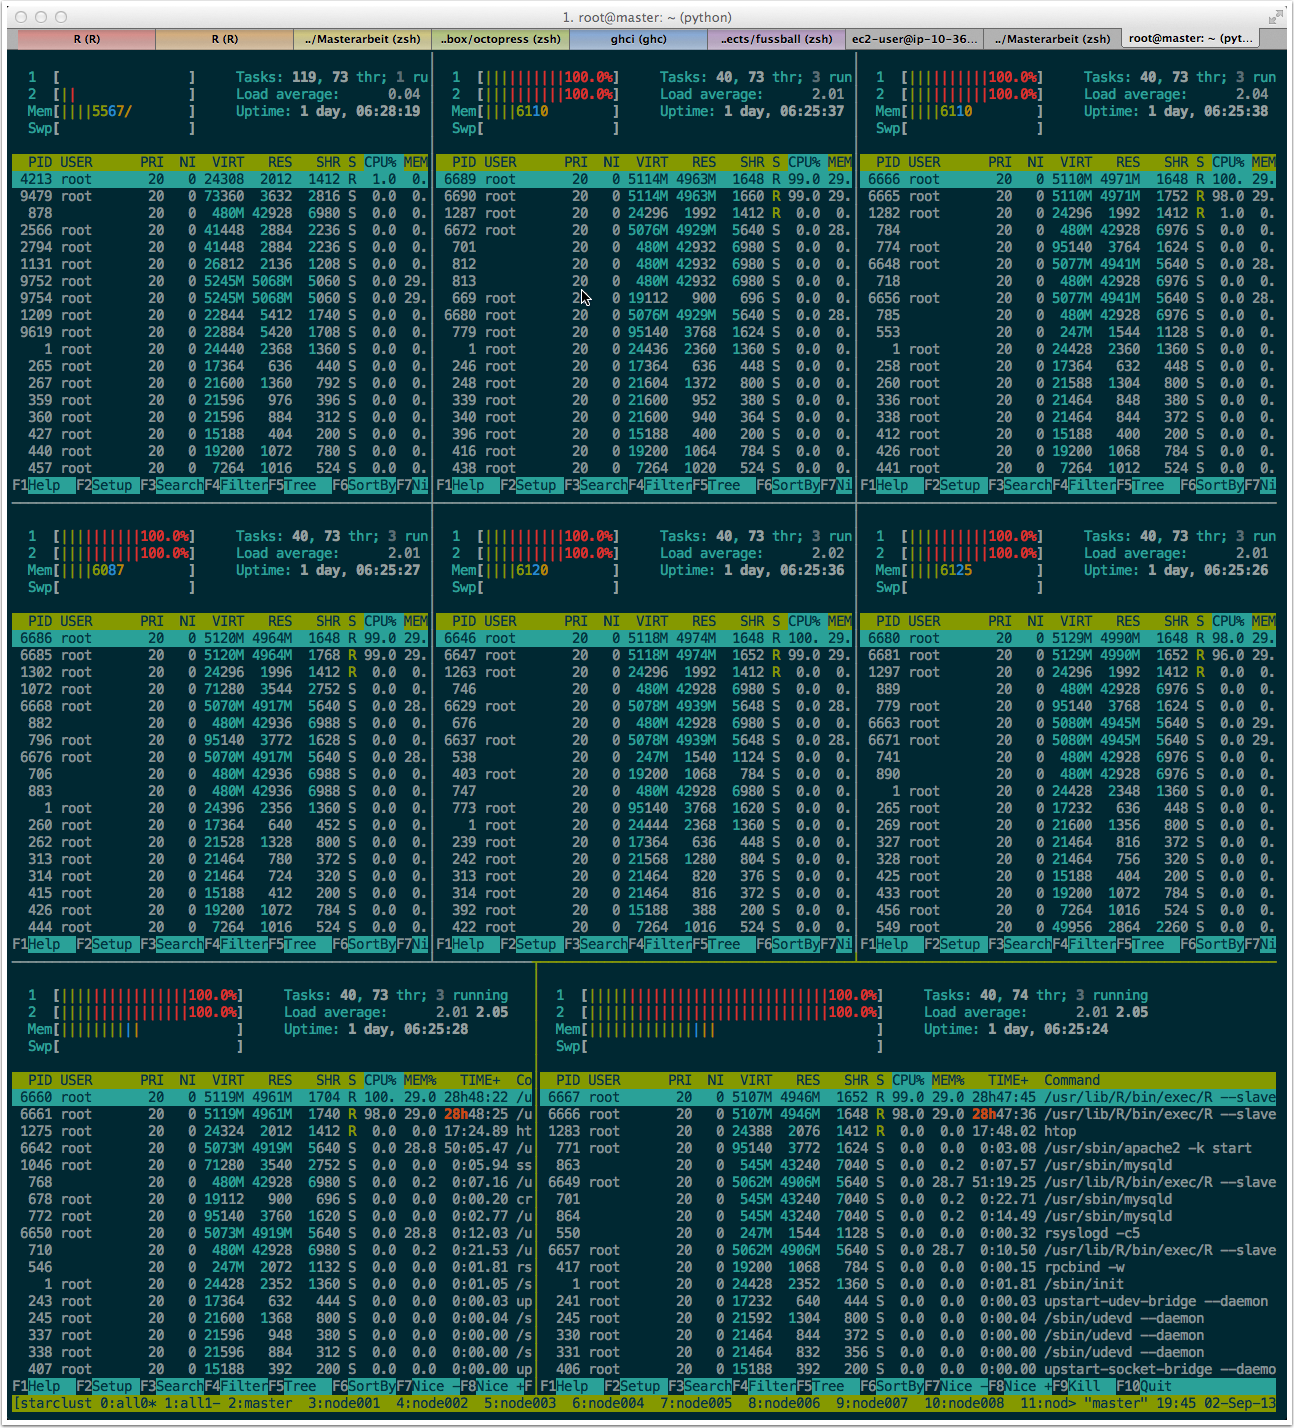 1. root@master: ~ (python)
R (R)
R (R)
../Masterarbeit (zsh)
..box/octopress (zsh)
ghci (ghc)
..ects/fussball (zsh)
ec2-user@ip-10-36...
../Masterarbeit (zsh)
root@master: ~ (pyt...
1 [ ] Tasks: 119, 73 thr; 1 ru
2 [|| ] Load average: 0.04
Mem[||||5567/ ] Uptime: 1 day, 06:28:19
Swp[ ]
PID USER PRI NI VIRT RES SHR S CPU% MEM
4213 root 20 0 24308 2012 1412 R 1.0 0.
9479 root 20 0 73360 3632 2816 S 0.0 0.
878 20 0 480M 42928 6980 S 0.0 0.
2566 root 20 0 41448 2884 2236 S 0.0 0.
2794 root 20 0 41448 2884 2236 S 0.0 0.
1131 root 20 0 26812 2136 1208 S 0.0 0.
9752 root 20 0 5245M 5068M 5060 S 0.0 29.
9754 root 20 0 5245M 5068M 5060 S 0.0 29.
1209 root 20 0 22844 5412 1740 S 0.0 0.
9619 root 20 0 22884 5420 1708 S 0.0 0.
1 root 20 0 24440 2368 1360 S 0.0 0.
265 root 20 0 17364 636 440 S 0.0 0.
267 root 20 0 21600 1360 792 S 0.0 0.
359 root 20 0 21596 976 396 S 0.0 0.
360 root 20 0 21596 884 312 S 0.0 0.
427 root 20 0 15188 404 200 S 0.0 0.
440 root 20 0 19200 1072 780 S 0.0 0.
457 root 20 0 7264 1016 524 S 0.0 0.
F1Help F2Setup F3SearchF4FilterF5Tree F6SortByF7Ni
1 [||||||||||100.0%] Tasks: 40, 73 thr; 3 run
2 [||||||||||100.0%] Load average: 2.01
Mem[||||6110 ] Uptime: 1 day, 06:25:37
Swp[ ]
PID USER PRI NI VIRT RES SHR S CPU% MEM
6689 root 20 0 5114M 4963M 1648 R 99.0 29.
6690 root 20 0 5114M 4963M 1660 R 99.0 29.
1287 root 20 0 24296 1992 1412 R 0.0 0.
6672 root 20 0 5076M 4929M 5640 S 0.0 28.
701 20 0 480M 42932 6980 S 0.0 0.
812 20 0 480M 42932 6980 S 0.0 0.
813 20 0 480M 42932 6980 S 0.0 0.
669 root 20 0 19112 900 696 S 0.0 0.
6680 root 20 0 5076M 4929M 5640 S 0.0 28.
779 root 20 0 95140 3768 1624 S 0.0 0.
1 root 20 0 24436 2360 1360 S 0.0 0.
246 root 20 0 17364 636 448 S 0.0 0.
248 root 20 0 21604 1372 800 S 0.0 0.
339 root 20 0 21600 952 380 S 0.0 0.
340 root 20 0 21600 940 364 S 0.0 0.
396 root 20 0 15188 400 200 S 0.0 0.
416 root 20 0 19200 1064 784 S 0.0 0.
438 root 20 0 7264 1020 524 S 0.0 0.
F1Help F2Setup F3SearchF4FilterF5Tree F6SortByF7Ni
1 [||||||||||100.0%] Tasks: 40, 73 thr; 3 run
2 [||||||||||100.0%] Load average: 2.04
Mem[||||6110 ] Uptime: 1 day, 06:25:38
Swp[ ]
PID USER PRI NI VIRT RES SHR S CPU% MEM
6666 root 20 0 5110M 4971M 1648 R 100. 29.
6665 root 20 0 5110M 4971M 1752 R 98.0 29.
1282 root 20 0 24296 1992 1412 R 1.0 0.
784 20 0 480M 42928 6976 S 0.0 0.
774 root 20 0 95140 3764 1624 S 0.0 0.
6648 root 20 0 5077M 4941M 5640 S 0.0 28.
718 20 0 480M 42928 6976 S 0.0 0.
6656 root 20 0 5077M 4941M 5640 S 0.0 28.
785 20 0 480M 42928 6976 S 0.0 0.
553 20 0 247M 1544 1128 S 0.0 0.
1 root 20 0 24428 2360 1360 S 0.0 0.
258 root 20 0 17364 632 448 S 0.0 0.
260 root 20 0 21588 1304 800 S 0.0 0.
336 root 20 0 21464 848 380 S 0.0 0.
338 root 20 0 21464 844 372 S 0.0 0.
412 root 20 0 15188 400 200 S 0.0 0.
426 root 20 0 19200 1064 784 S 0.0 0.
441 root 20 0 7264 1012 524 S 0.0 0.
F1Help F2Setup F3SearchF4FilterF5Tree F6SortByF7Ni
1 [||||||||||100.0%] Tasks: 40, 73 thr; 3 run
2 [||||||||||100.0%] Load average: 2.01
Mem[||||6087 ] Uptime: 1 day, 06:25:27
Swp[ ]
PID USER PRI NI VIRT RES SHR S CPU% MEM
6686 root 20 0 5120M 4964M 1648 R 99.0 29.
6685 root 20 0 5120M 4964M 1768 R 99.0 29.
1302 root 20 0 24296 1996 1412 R 0.0 0.
1072 root 20 0 71280 3544 2752 S 0.0 0.
6668 root 20 0 5070M 4917M 5640 S 0.0 28.
882 20 0 480M 42936 6988 S 0.0 0.
796 root 20 0 95140 3772 1628 S 0.0 0.
6676 root 20 0 5070M 4917M 5640 S 0.0 28.
706 20 0 480M 42936 6988 S 0.0 0.
883 20 0 480M 42936 6988 S 0.0 0.
1 root 20 0 24396 2356 1360 S 0.0 0.
260 root 20 0 17364 640 452 S 0.0 0.
262 root 20 0 21528 1328 800 S 0.0 0.
313 root 20 0 21464 780 372 S 0.0 0.
314 root 20 0 21464 724 320 S 0.0 0.
415 root 20 0 15188 412 200 S 0.0 0.
426 root 20 0 19200 1072 784 S 0.0 0.
444 root 20 0 7264 1016 524 S 0.0 0.
F1Help F2Setup F3SearchF4FilterF5Tree F6SortByF7Ni
1 [||||||||||100.0%] Tasks: 40, 73 thr; 3 run
2 [||||||||||100.0%] Load average: 2.02
Mem[||||6120 ] Uptime: 1 day, 06:25:36
Swp[ ]
PID USER PRI NI VIRT RES SHR S CPU% MEM
6646 root 20 0 5118M 4974M 1648 R 100. 29.
6647 root 20 0 5118M 4974M 1652 R 99.0 29.
1263 root 20 0 24296 1992 1412 R 0.0 0.
746 20 0 480M 42928 6980 S 0.0 0.
6629 root 20 0 5078M 4939M 5648 S 0.0 28.
676 20 0 480M 42928 6980 S 0.0 0.
6637 root 20 0 5078M 4939M 5648 S 0.0 28.
538 20 0 247M 1540 1124 S 0.0 0.
403 root 20 0 19200 1068 784 S 0.0 0.
747 20 0 480M 42928 6980 S 0.0 0.
773 root 20 0 95140 3768 1620 S 0.0 0.
1 root 20 0 24444 2368 1360 S 0.0 0.
239 root 20 0 17364 636 448 S 0.0 0.
242 root 20 0 21568 1280 804 S 0.0 0.
313 root 20 0 21464 820 376 S 0.0 0.
314 root 20 0 21464 816 372 S 0.0 0.
392 root 20 0 15188 388 200 S 0.0 0.
422 root 20 0 7264 1016 524 S 0.0 0.
F1Help F2Setup F3SearchF4FilterF5Tree F6SortByF7Ni
1 [||||||||||100.0%] Tasks: 40, 73 thr; 3 run
2 [||||||||||100.0%] Load average: 2.01
Mem[||||6125 ] Uptime: 1 day, 06:25:26
Swp[ ]
PID USER PRI NI VIRT RES SHR S CPU% MEM
6680 root 20 0 5129M 4990M 1648 R 98.0 29.
6681 root 20 0 5129M 4990M 1652 R 96.0 29.
1297 root 20 0 24296 1992 1412 R 0.0 0.
889 20 0 480M 42928 6976 S 0.0 0.
779 root 20 0 95140 3768 1624 S 0.0 0.
6663 root 20 0 5080M 4945M 5640 S 0.0 29.
6671 root 20 0 5080M 4945M 5640 S 0.0 29.
741 20 0 480M 42928 6976 S 0.0 0.
890 20 0 480M 42928 6976 S 0.0 0.
1 root 20 0 24428 2348 1360 S 0.0 0.
265 root 20 0 17232 636 448 S 0.0 0.
269 root 20 0 21600 1356 800 S 0.0 0.
327 root 20 0 21464 816 372 S 0.0 0.
328 root 20 0 21464 756 320 S 0.0 0.
425 root 20 0 15188 404 200 S 0.0 0.
433 root 20 0 19200 1072 784 S 0.0 0.
456 root 20 0 7264 1016 524 S 0.0 0.
549 root 20 0 49956 2864 2260 S 0.0 0.
F1Help F2Setup F3SearchF4FilterF5Tree F6SortByF7Ni
1 [||||||||||||||||100.0%] Tasks: 40, 73 thr; 3 running
2 [||||||||||||||||100.0%] Load average: 2.01 2.05
Mem[|||||||||| ] Uptime: 1 day, 06:25:28
Swp[ ]
PID USER PRI NI VIRT RES SHR S CPU% MEM% TIME+ Co
6660 root 20 0 5119M 4961M 1704 R 100. 29.0 28h48:22 /u
6661 root 20 0 5119M 4961M 1740 R 98.0 29.0 28h48:25 /u
1275 root 20 0 24324 2012 1412 R 0.0 0.0 17:24.89 ht
6642 root 20 0 5073M 4919M 5640 S 0.0 28.8 50:05.47 /u
1046 root 20 0 71280 3540 2752 S 0.0 0.0 0:05.94 ss
768 20 0 480M 42928 6980 S 0.0 0.2 0:07.16 /u
678 root 20 0 19112 900 696 S 0.0 0.0 0:00.20 cr
772 root 20 0 95140 3760 1620 S 0.0 0.0 0:02.77 /u
6650 root 20 0 5073M 4919M 5640 S 0.0 28.8 0:12.03 /u
710 20 0 480M 42928 6980 S 0.0 0.2 0:21.53 /u
546 20 0 247M 2072 1132 S 0.0 0.0 0:01.81 rs
1 root 20 0 24428 2352 1360 S 0.0 0.0 0:01.05 /s
243 root 20 0 17364 632 444 S 0.0 0.0 0:00.03 up
245 root 20 0 21600 1368 800 S 0.0 0.0 0:00.04 /s
337 root 20 0 21596 948 380 S 0.0 0.0 0:00.00 /s
338 root 20 0 21596 884 312 S 0.0 0.0 0:00.00 /s
407 root 20 0 15188 392 200 S 0.0 0.0 0:00.00 up
F1Help F2Setup F3SearchF4FilterF5Tree F6SortByF7Nice -F8Nice +F
1 [||||||||||||||||||||||||||||||100.0%] Tasks: 40, 74 thr; 3 running
2 [||||||||||||||||||||||||||||||100.0%] Load average: 2.01 2.05
Mem[|||||||||||||||| ] Uptime: 1 day, 06:25:24
Swp[ ]
PID USER PRI NI VIRT RES SHR S CPU% MEM% TIME+ Command
6667 root 20 0 5107M 4946M 1652 R 99.0 29.0 28h47:45 /usr/lib/R/bin/exec/R --slave
6666 root 20 0 5107M 4946M 1648 R 98.0 29.0 28h47:36 /usr/lib/R/bin/exec/R --slave
1283 root 20 0 24388 2076 1412 R 0.0 0.0 17:48.02 htop
771 root 20 0 95140 3772 1624 S 0.0 0.0 0:03.08 /usr/sbin/apache2 -k start
863 20 0 545M 43240 7040 S 0.0 0.2 0:07.57 /usr/sbin/mysqld
6649 root 20 0 5062M 4906M 5640 S 0.0 28.7 51:19.25 /usr/lib/R/bin/exec/R --slave
701 20 0 545M 43240 7040 S 0.0 0.2 0:22.71 /usr/sbin/mysqld
864 20 0 545M 43240 7040 S 0.0 0.2 0:14.49 /usr/sbin/mysqld
550 20 0 247M 1544 1128 S 0.0 0.0 0:00.32 rsyslogd -c5
6657 root 20 0 5062M 4906M 5640 S 0.0 28.7 0:10.50 /usr/lib/R/bin/exec/R --slave
417 root 20 0 19200 1068 784 S 0.0 0.0 0:00.15 rpcbind -w
1 root 20 0 24428 2352 1360 S 0.0 0.0 0:01.81 /sbin/init
241 root 20 0 17232 640 444 S 0.0 0.0 0:00.03 upstart-udev-bridge --daemon
245 root 20 0 21592 1304 800 S 0.0 0.0 0:00.04 /sbin/udevd --daemon
330 root 20 0 21464 844 372 S 0.0 0.0 0:00.00 /sbin/udevd --daemon
331 root 20 0 21464 832 356 S 0.0 0.0 0:00.00 /sbin/udevd --daemon
406 root 20 0 15188 392 200 S 0.0 0.0 0:00.00 upstart-socket-bridge --daemo
F1Help F2Setup F3SearchF4FilterF5Tree F6SortByF7Nice -F8Nice +F9Kill F10Quit
[starclust 0:all0* 1:all1- 2:master 3:node001 4:node002 5:node003 6:node004 7:node005 8:node006 9:node007 10:node008 11:nod> "master" 19:45 02-Sep-13